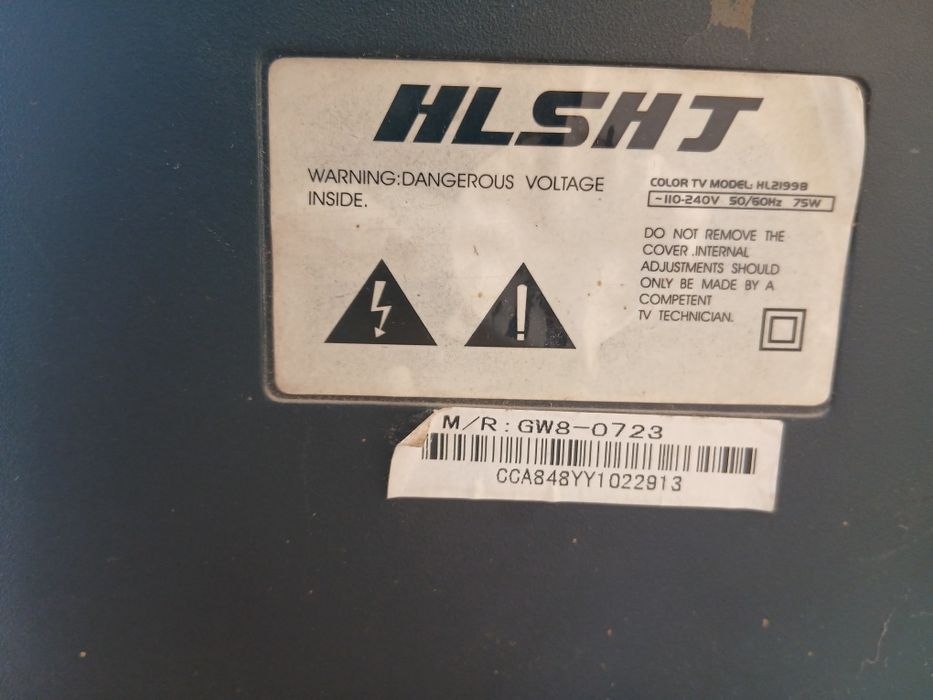 HLSHJ
WARNING:DANGEROUS VOLTAGE
INSIDE.
COLOR TV MODEL: HL2199B
~110-240V 50/60Hz 75W
DO NOT REMOVE THE
COVER .INTERNAL
ADJUSTMENTS SHOULD
ONLY BE MADE BY A
COMPETENT
TV TECHNICIAN.
M/R:GW8-0723
CCA848YY1022913